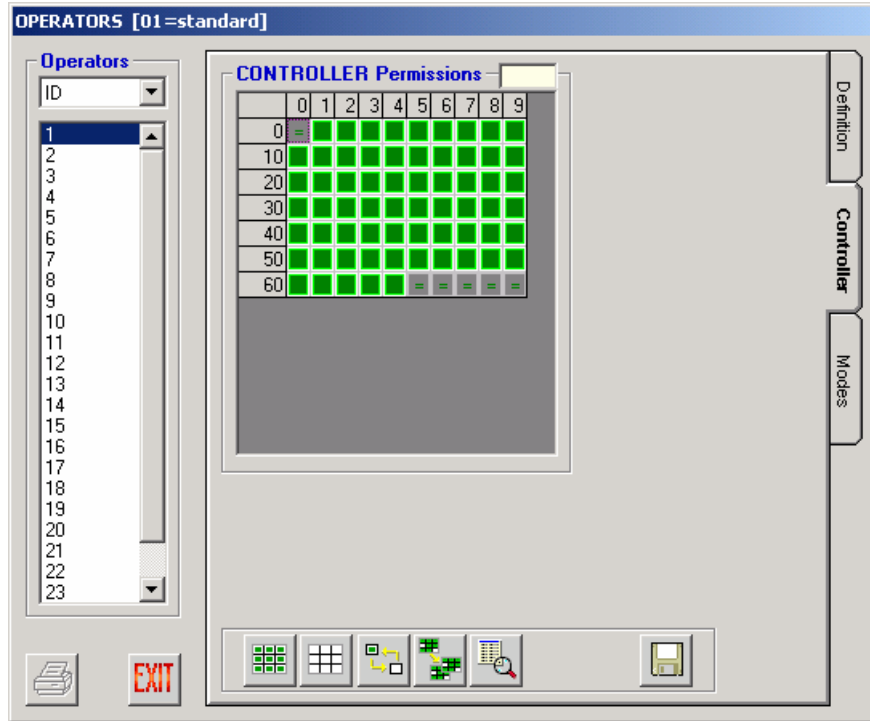 OPERATORS [01=standard]
Operators
ID
1
2
3
4
5
6
7
8
9
10
11
12
13
14
15
16
17
18
19
20
21
22
23
EXIT
CONTROLLER Permissions
0 1 2 3 4 5 6 7 8 9
0 =
10
20
30
40
50
60 = = = = =
Definition
Controller
Modes